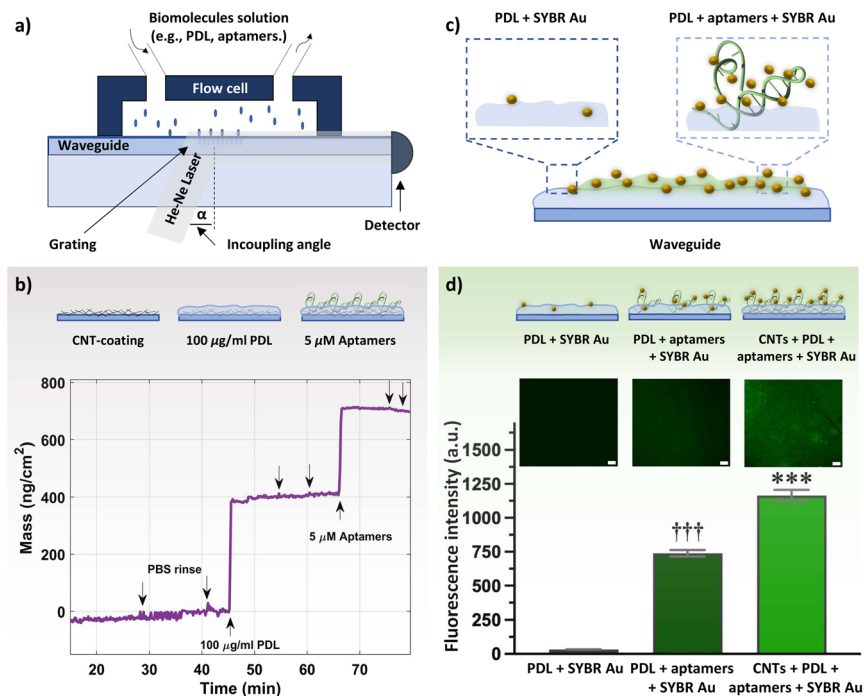 a)
Biomolecules solution
(e.g., PDL, aptamers.)
Flow cell
Waveguide
He-Ne Laser
α
Grating
Incoupling angle
Detector
c)
PDL + SYBR Au
PDL + aptamers + SYBR Au
Waveguide
b)
CNT-coating
100 µg/ml PDL
5 µM Aptamers
800
600
400
200
0
Mass (ng/cm²)
PBS rinse
100 µg/ml PDL
5 µM Aptamers
20
30
40
50
60
70
Time (min)
d)
PDL + SYBR Au
PDL + aptamers
+ SYBR Au
CNTs + PDL +
aptamers + SYBR Au
1500
1250
1000
750
500
250
0
Fluorescence intensity (a.u.)
†††
***
PDL + SYBR Au
PDL + aptamers
+ SYBR Au
CNTs + PDL +
aptamers + SYBR Au